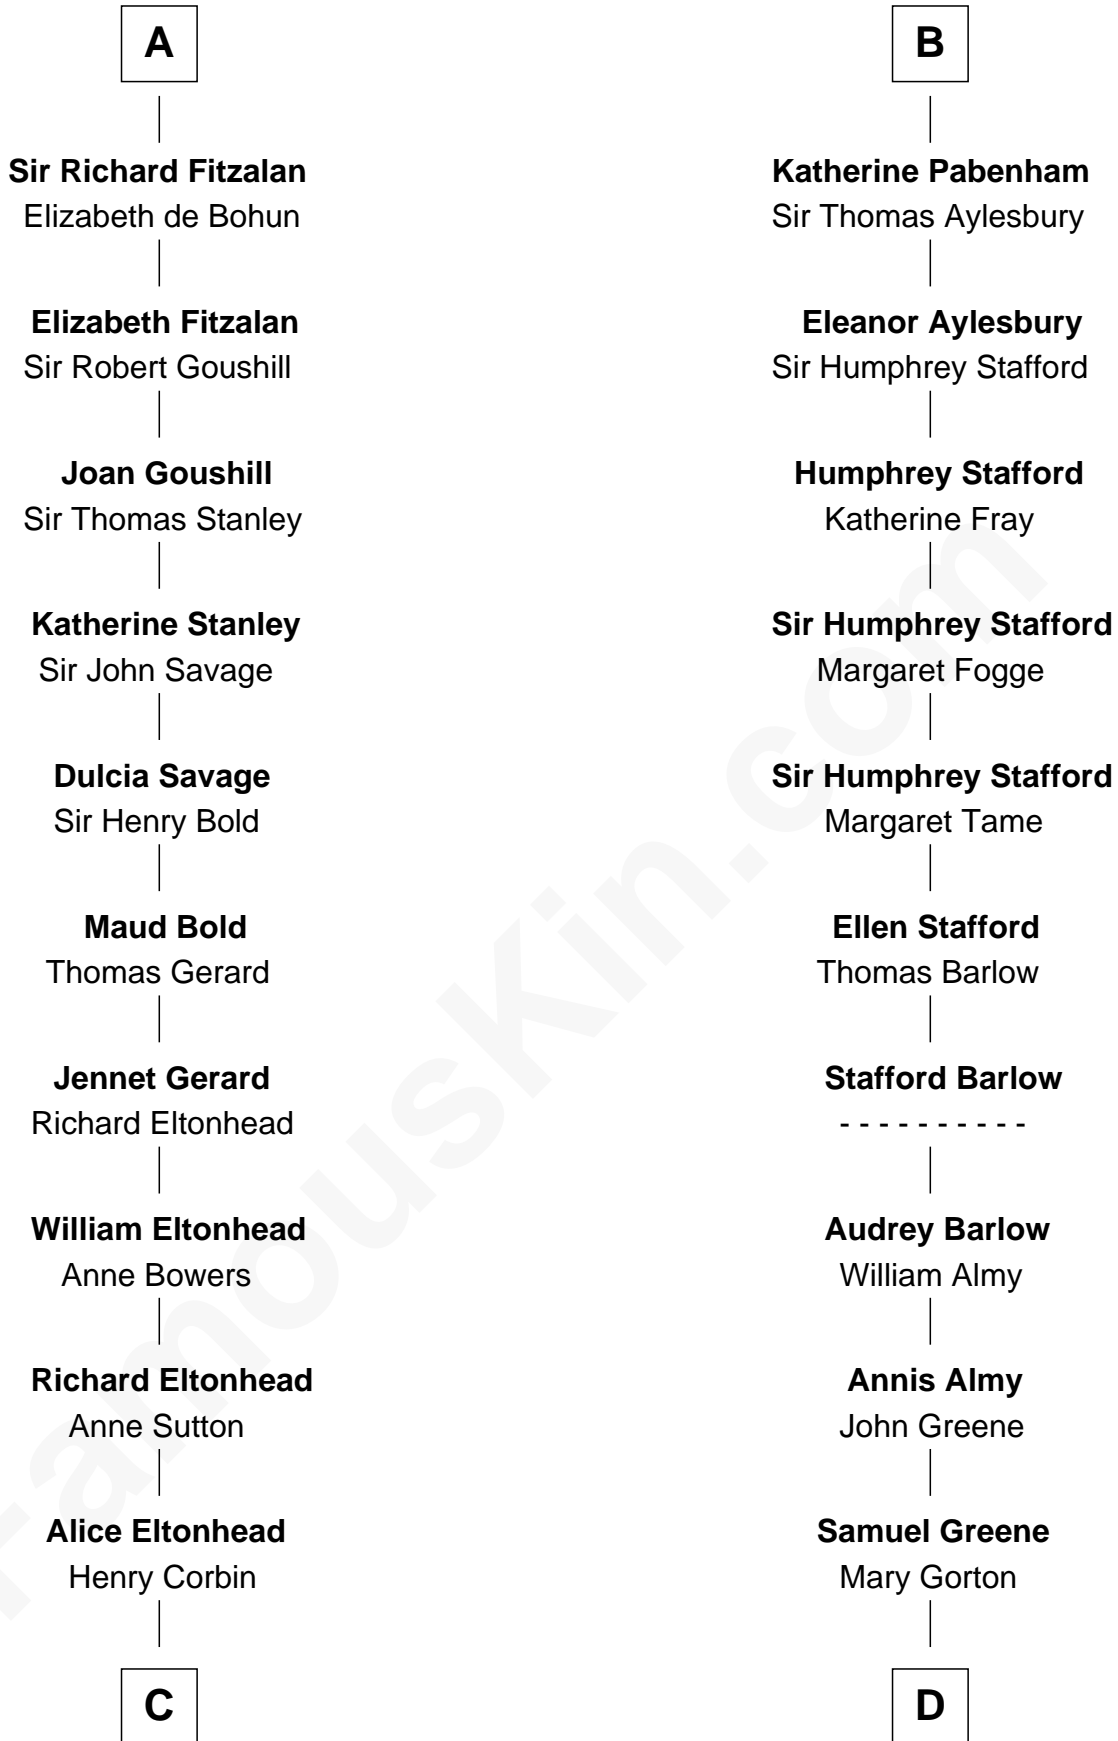 A
Sir Richard Fitzalan
Elizabeth de Bohun
Elizabeth Fitzalan
Sir Robert Goushill
Joan Goushill
Sir Thomas Stanley
Katherine Stanley
Sir John Savage
Dulcia Savage
Sir Henry Bold
Maud Bold
Thomas Gerard
Jennet Gerard
Richard Eltonhead
William Eltonhead
Anne Bowers
Richard Eltonhead
Anne Sutton
Alice Eltonhead
Henry Corbin
C
B
Katherine Pabenham
Sir Thomas Aylesbury
Eleanor Aylesbury
Sir Humphrey Stafford
Humphrey Stafford
Katherine Fray
Sir Humphrey Stafford
Margaret Fogge
Sir Humphrey Stafford
Margaret Tame
Ellen Stafford
Thomas Barlow
Stafford Barlow
- - - - - - - - - -
Audrey Barlow
William Almy
Annis Almy
John Greene
Samuel Greene
Mary Gorton
D
FamousKin.com